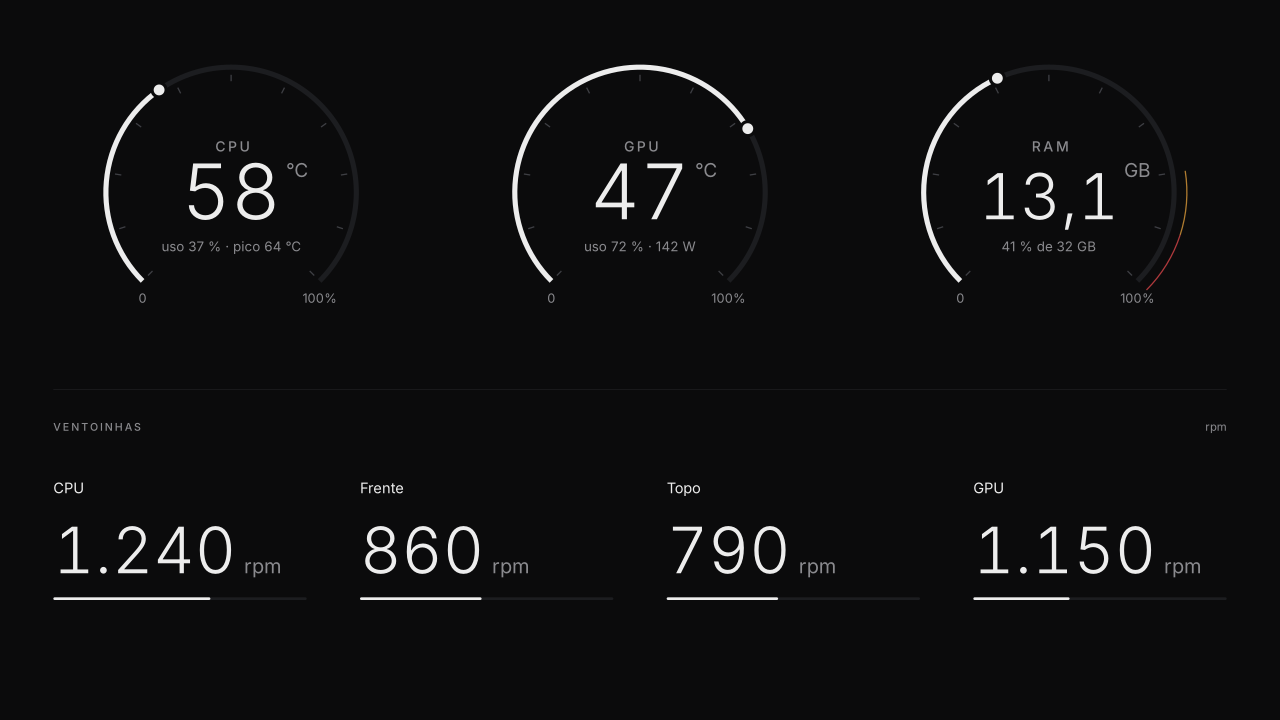 CPU
58 °C
uso 37 % · pico 64 °C
0 100%
GPU
47 °C
uso 72 % · 142 W
0 100%
RAM
13,1 GB
41 % de 32 GB
0 100%
VENTOINHAS
rpm
CPU
1.240 rpm
Frente
860 rpm
Topo
790 rpm
GPU
1.150 rpm